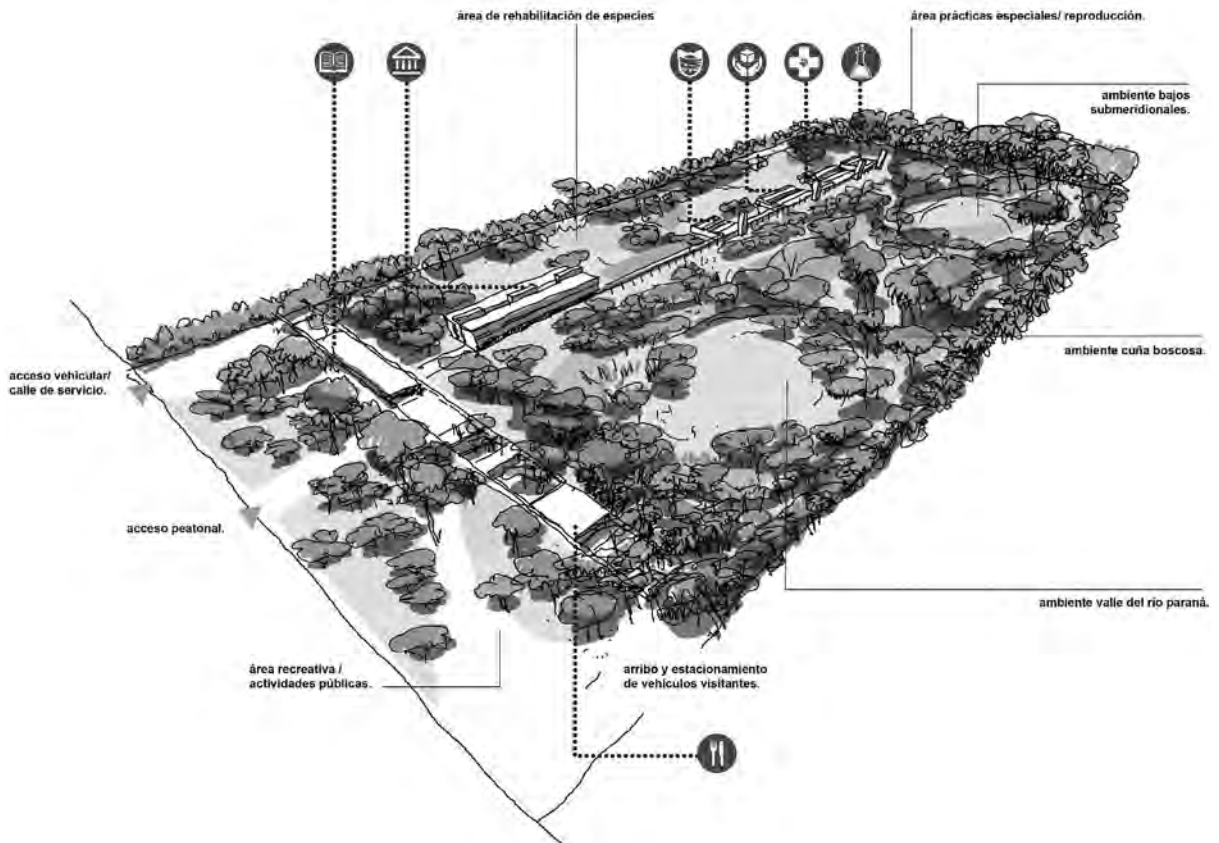 área de rehabilitación de especies
área prácticas especiales/ reproducción.
ambiente bajos
submeridionales.
ambiente cuña boscosa.
acceso vehicular/
calle de servicio.
acceso peatonal.
ambiente valle del río paraná.
área recreativa /
actividades públicas.
arribo y estacionamiento
de vehículos visitantes.